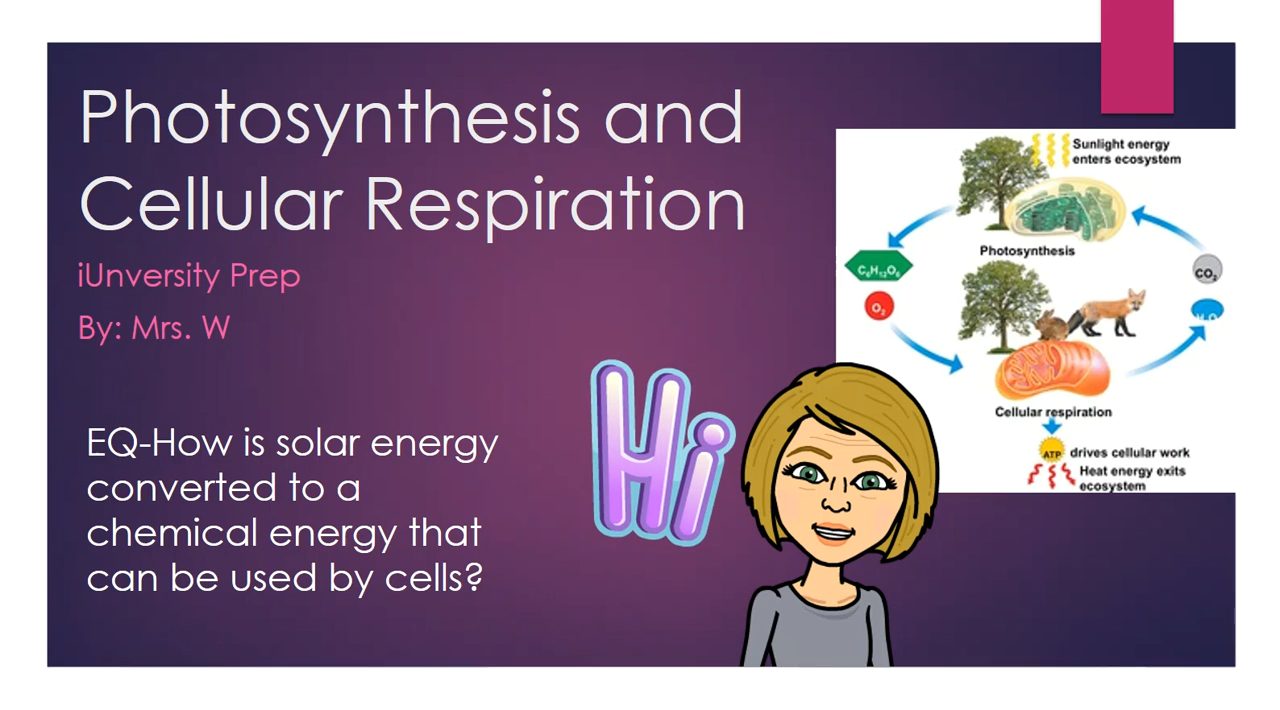 Photosynthesis and
Cellular Respiration
iUnversity Prep
By: Mrs. W
EQ-How is solar energy
converted to a
chemical energy that
can be used by cells?
Hi
Sunlight energy
enters ecosystem
Photosynthesis
C₆H₁₂O₆
O₂
CO₂
H₂O
Cellular respiration
ATP drives cellular work
Heat energy exits
ecosystem